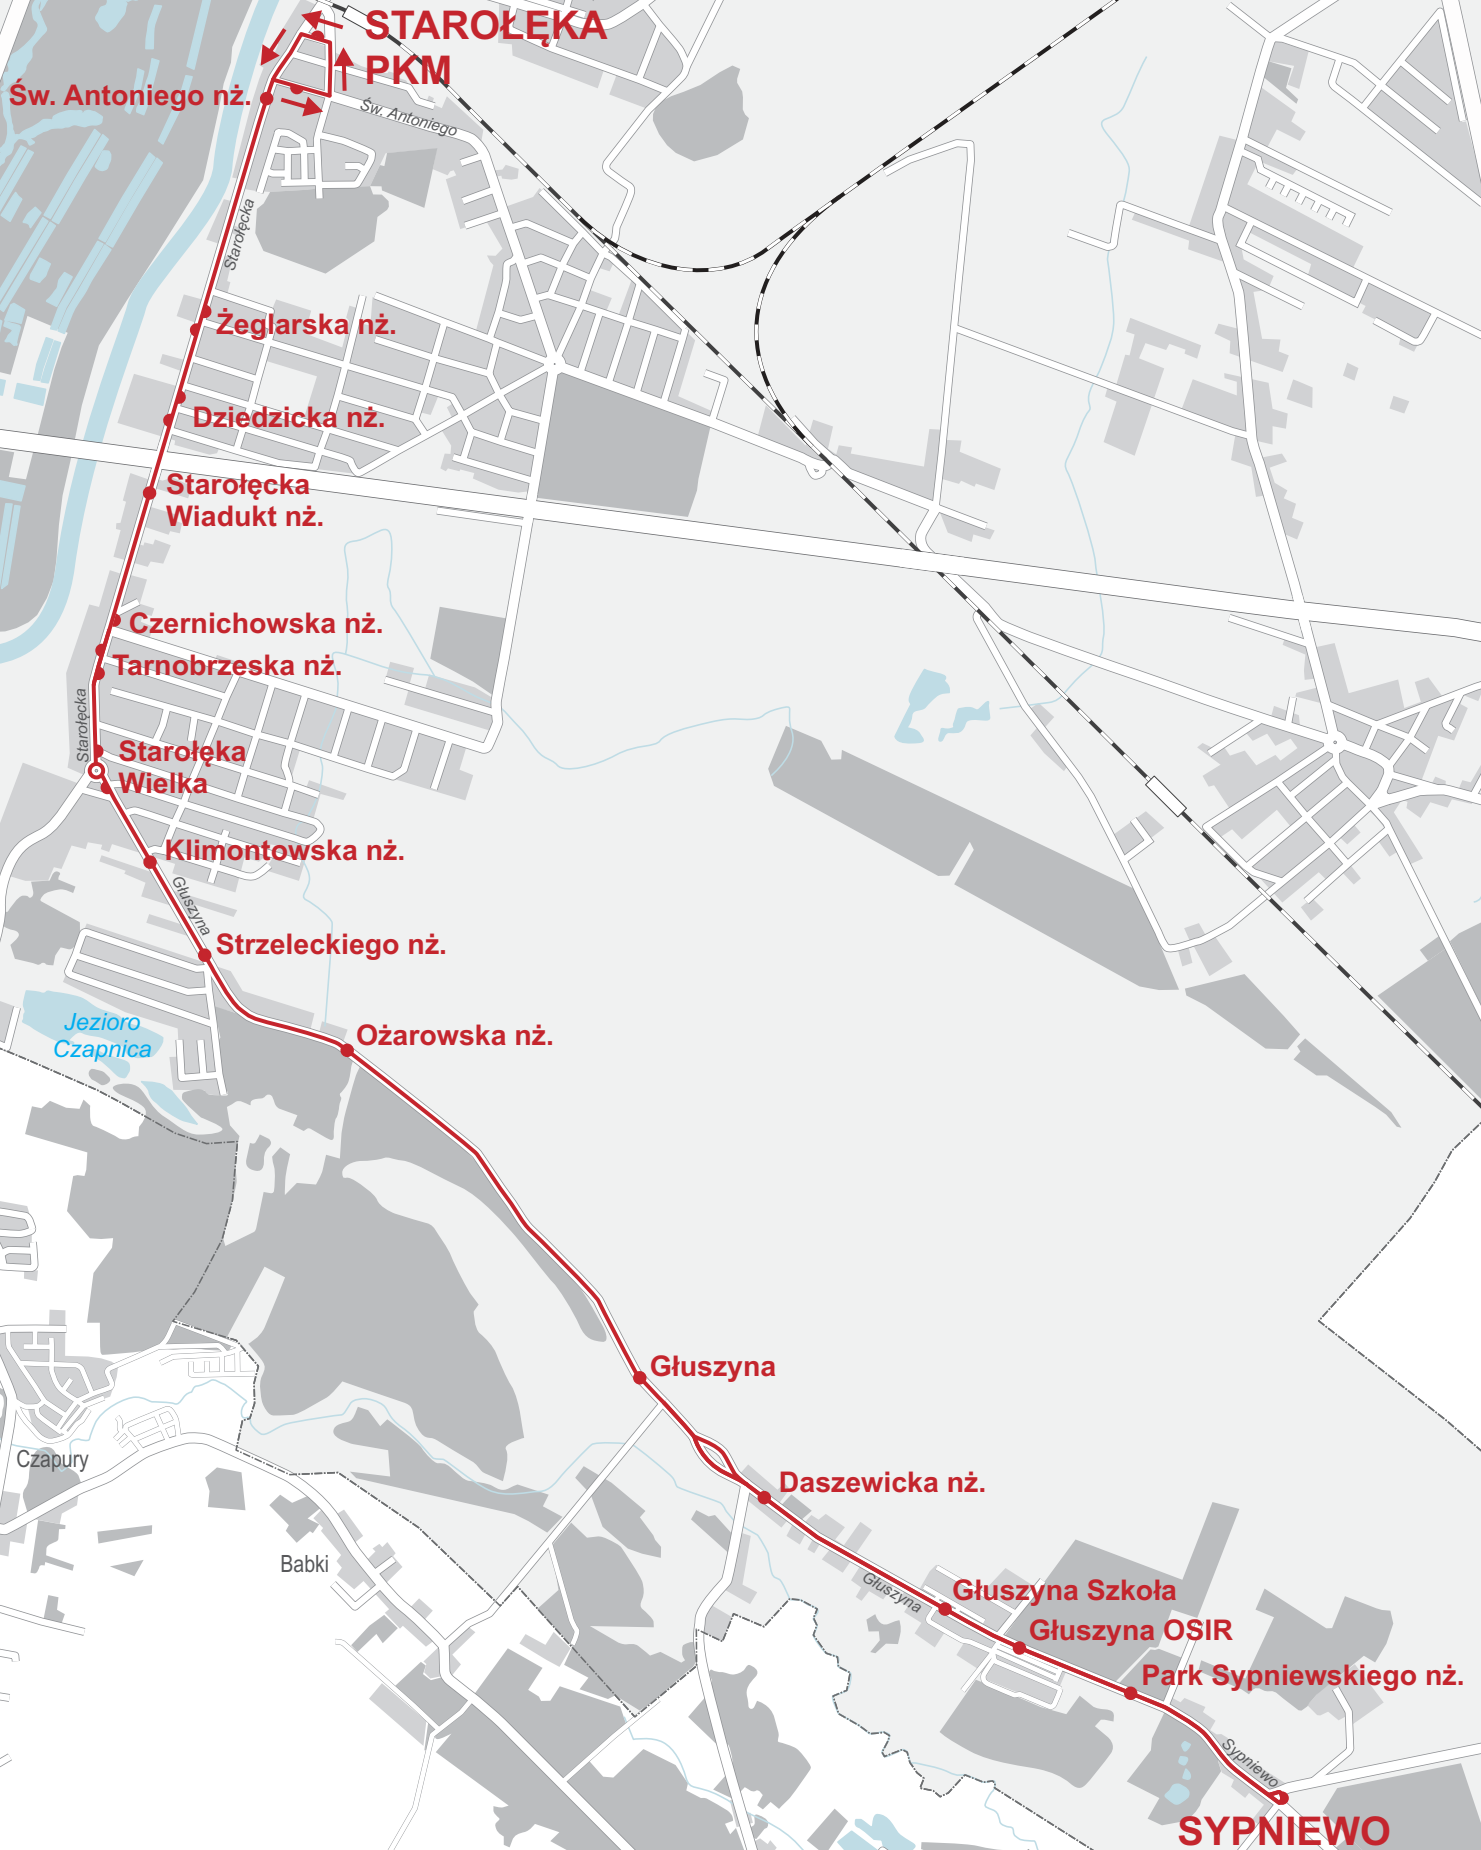 STAROŁĘKA
PKM
Św. Antoniego nż.
Św. Antoniego
Starołęcka
Żeglarska nż.
Dziedzicka nż.
Starołęcka
Wiadukt nż.
Czernichowska nż.
Tarnobrzeska nż.
Starołęcka
Starołęka
Wielka
Klimontowska nż.
Głuszyna
Strzeleckiego nż.
Jezioro
Czapnica
Ożarowska nż.
Głuszyna
Czapury
Daszewicka nż.
Babki
Głuszyna
Głuszyna Szkoła
Głuszyna OSIR
Park Sypniewskiego nż.
Sypniewo
SYPNIEWO